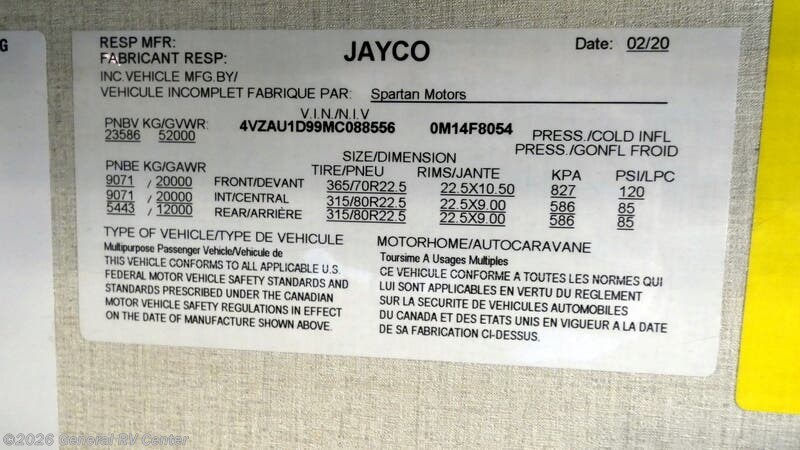 G
RESP MFR:
FABRICANT RESP:
JAYCO
Date: 02/20
INC.VEHICLE MFG.BY/
VEHICULE INCOMPLET FABRIQUE PAR: Spartan Motors
V.I.N./N.I.V
PNBV KG/GVWR: 4VZAU1D99MC088556 0M14F8054
23586 52000
PRESS./COLD INFL
PRESS./GONFL FROID
SIZE/DIMENSION
PNBE KG/GAWR TIRE/PNEU RIMS/JANTE KPA PSI/LPC
9071 / 20000 FRONT/DEVANT 365/70R22.5 22.5X10.50 827 120
9071 / 20000 INT/CENTRAL 315/80R22.5 22.5X9.00 586 85
5443 / 12000 REAR/ARRIÈRE 315/80R22.5 22.5X9.00 586 85
TYPE OF VEHICLE/TYPE DE VEHICULE
Multipurpose Passenger Vehicle/Vehicule de
THIS VEHICLE CONFORMS TO ALL APPLICABLE U.S.
FEDERAL MOTOR VEHICLE SAFETY STANDARDS AND
STANDARDS PRESCRIBED UNDER THE CANADIAN
MOTOR VEHICLE SAFETY REGULATIONS IN EFFECT
ON THE DATE OF MANUFACTURE SHOWN ABOVE.
MOTORHOME/AUTOCARAVANE
Toursime A Usages Multiples
CE VEHICULE CONFORME A TOUTES LES NORMES QUI
LUI SONT APPLICABLES EN VERTU DU REGLEMENT
SUR LA SECURITE DE VEHICULES AUTOMOBILES
DU CANADA ET DES ETATS UNIS EN VIGUEUR A LA DATE
DE SA FABRICATION CI-DESSUS.
©2026 General RV Center